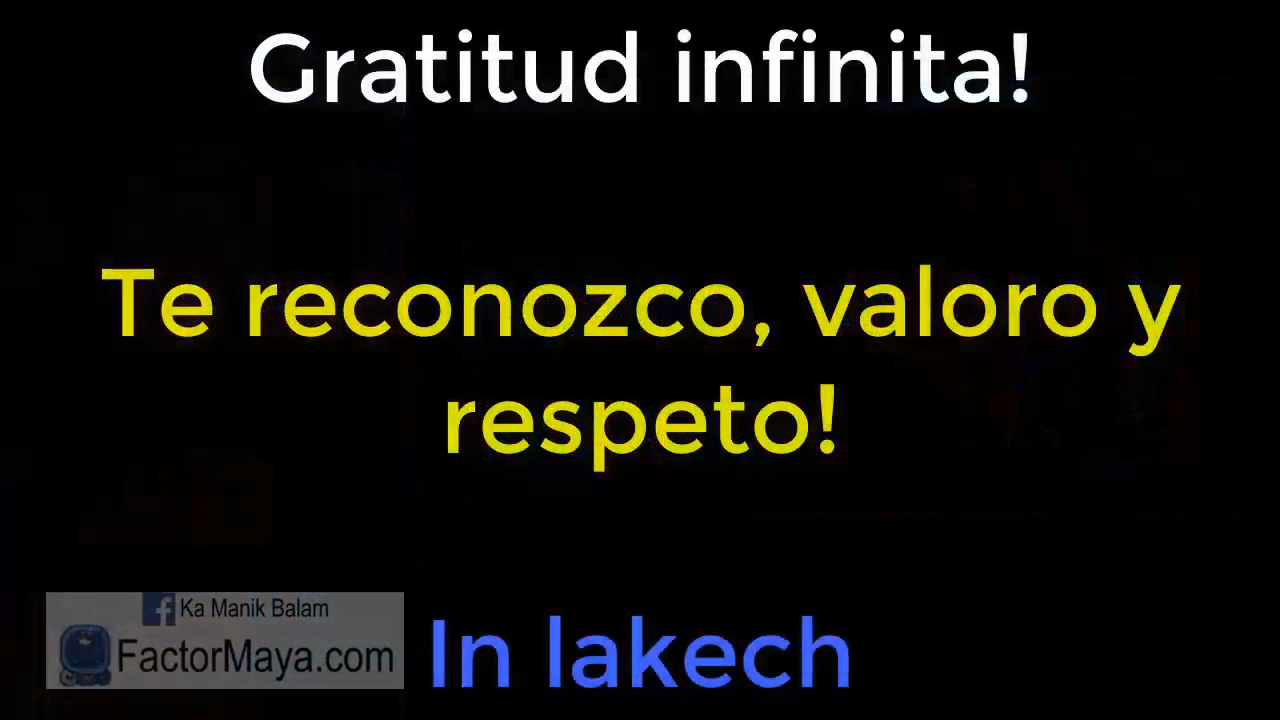 Gratitud infinita!
Te reconozco, valoro y
respeto!
Ka Manik Balam
FactorMaya.com
In lakech